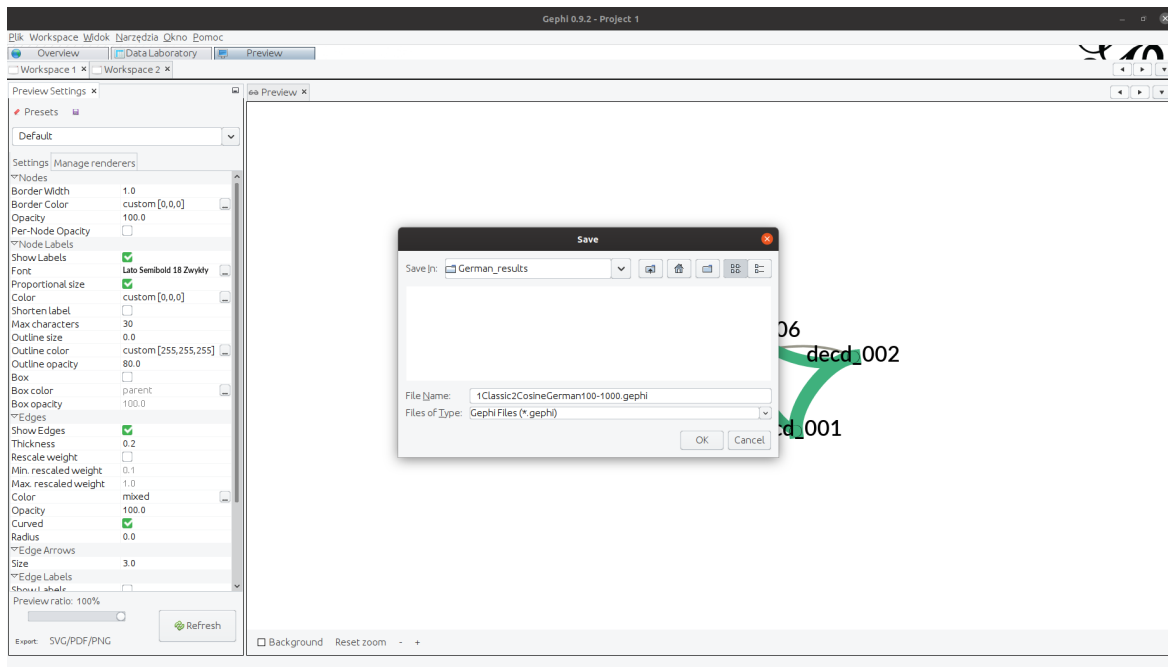 Gephi 0.9.2 - Project 1
Plik Workspace Widok Narzędzia Okno Pomoc
Overview Data Laboratory Preview
Workspace 1 × Workspace 2 ×
Preview Settings × Preview ×
Presets
Default
Settings Manage renderers
Nodes
Border Width 1.0
Border Color custom [0,0,0] ...
Opacity 100.0
Per-Node Opacity
Node Labels
Show Labels
Font Lato Semibold 18 Zwykły ...
Proportional size
Color custom [0,0,0] ...
Shorten label
Max characters 30
Outline size 0.0
Outline color custom [255,255,255] ...
Outline opacity 80.0
Box
Box color parent ...
Box opacity 100.0
Edges
Show Edges
Thickness 0.2
Rescale weight
Min. rescaled weight 0.1
Max. rescaled weight 1.0
Color mixed ...
Opacity 100.0
Curved
Radius 0.0
Edge Arrows
Size 3.0
Edge Labels
Show Labels
Preview ratio: 100%
Refresh
Export: SVG/PDF/PNG
Save
Save In: German_results
File Name: 1Classic2CosineGerman100-1000.gephi
Files of Type: Gephi Files (*.gephi)
OK Cancel
06
decd_002
cd_001
Background Reset zoom - +